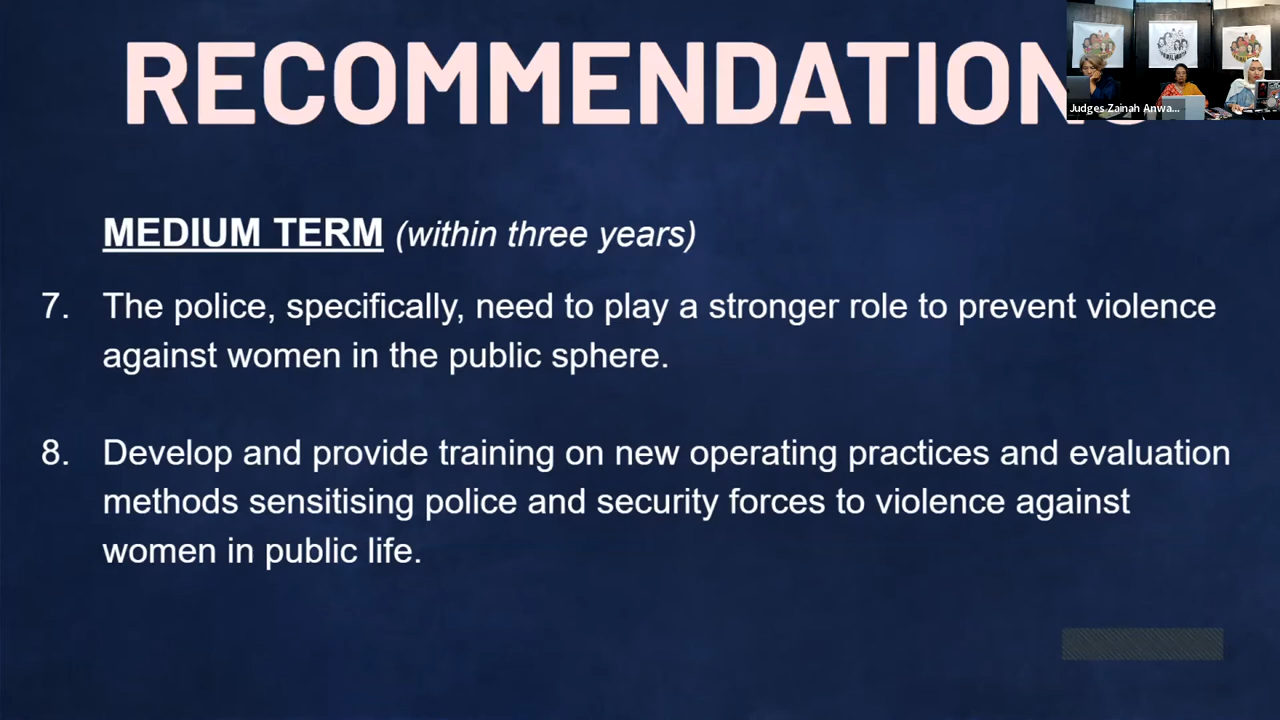 RECOMMENDATION
Judges Zainah Anwa...
MEDIUM TERM (within three years)
7. The police, specifically, need to play a stronger role to prevent violence
against women in the public sphere.
8. Develop and provide training on new operating practices and evaluation
methods sensitising police and security forces to violence against
women in public life.